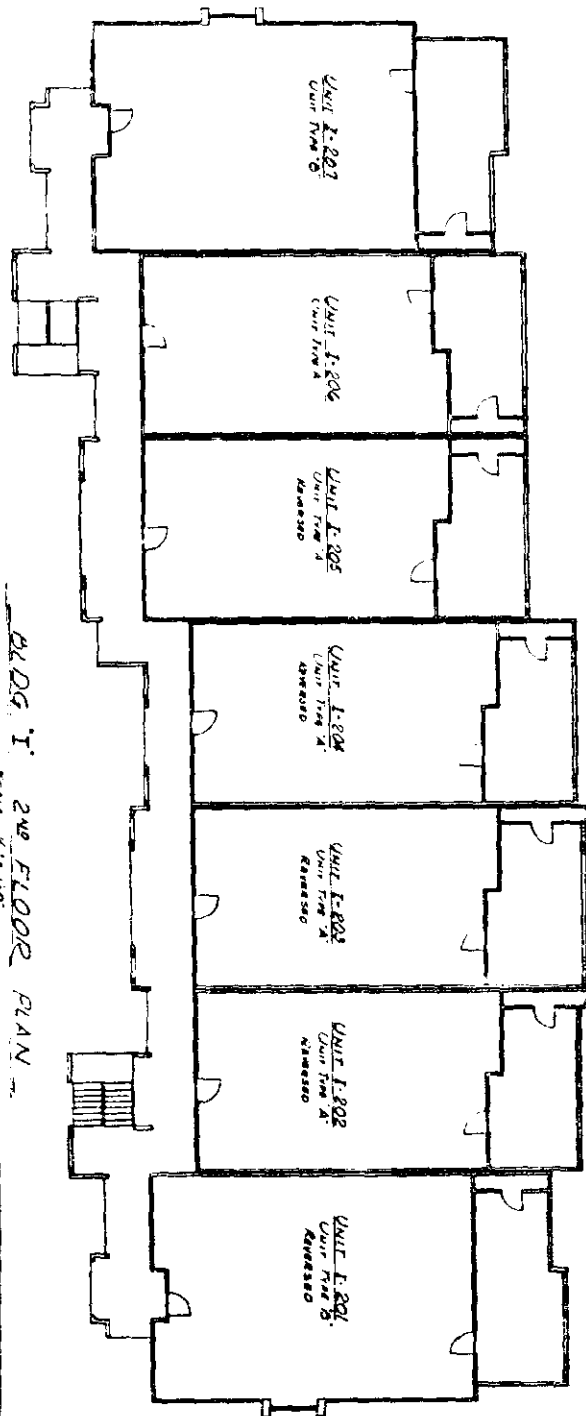 UNIT I-207
UNIT TYPE 'B'
UNIT I-206
UNIT TYPE A
UNIT I-205
UNIT TYPE 'A'
REVERSED
UNIT I-204
UNIT TYPE 'A'
REVERSED
UNIT I-203
UNIT TYPE 'A'
REVERSED
UNIT I-202
UNIT TYPE 'A'
REVERSED
UNIT I-201
UNIT TYPE 'B'
REVERSED
BLDG 'I' 2ND FLOOR PLAN